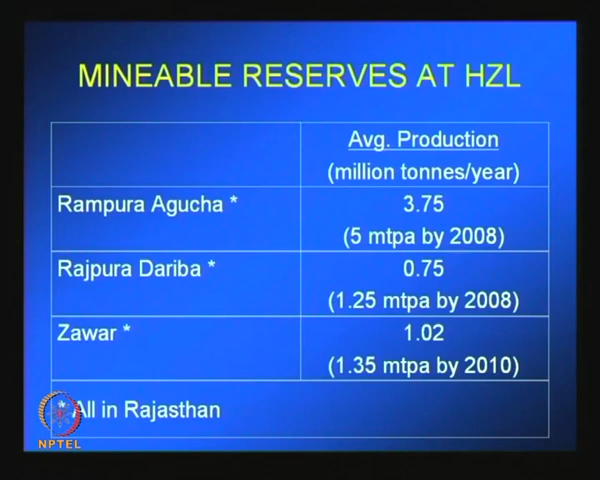 MINEABLE RESERVES AT HZL
Avg. Production
(million tonnes/year)
Rampura Agucha *
3.75
(5 mtpa by 2008)
Rajpura Dariba *
0.75
(1.25 mtpa by 2008)
Zawar *
1.02
(1.35 mtpa by 2010)
* All in Rajasthan
NPTEL